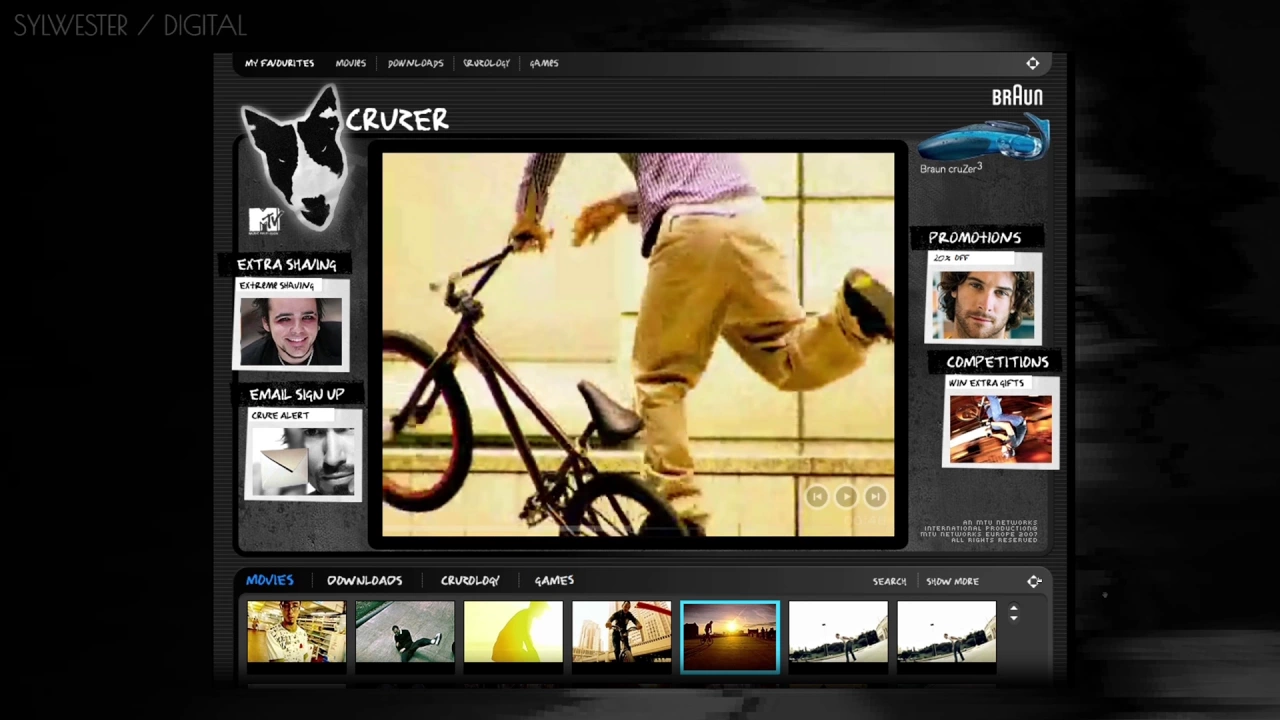 SYLWESTER / DIGITAL
MY FAVOURITES
MOVIES
DOWNLOADS
CRUZOLOGY
GAMES
BRAUN
CRUZER
Braun cruZer3
MTV
PROMOTIONS
20% OFF
EXTRA SHAVING
EXTREME SHAVING
COMPETITIONS
WIN EXTRA GIFTS
EMAIL SIGN UP
CRUZE ALERT
AN MTV NETWORKS
INTERNATIONAL PRODUCTION©
MTV NETWORKS EUROPE 2007
ALL RIGHTS RESERVED
MOVIES
DOWNLOADS
CRUZOLOGY
GAMES
SEARCH
SHOW MORE